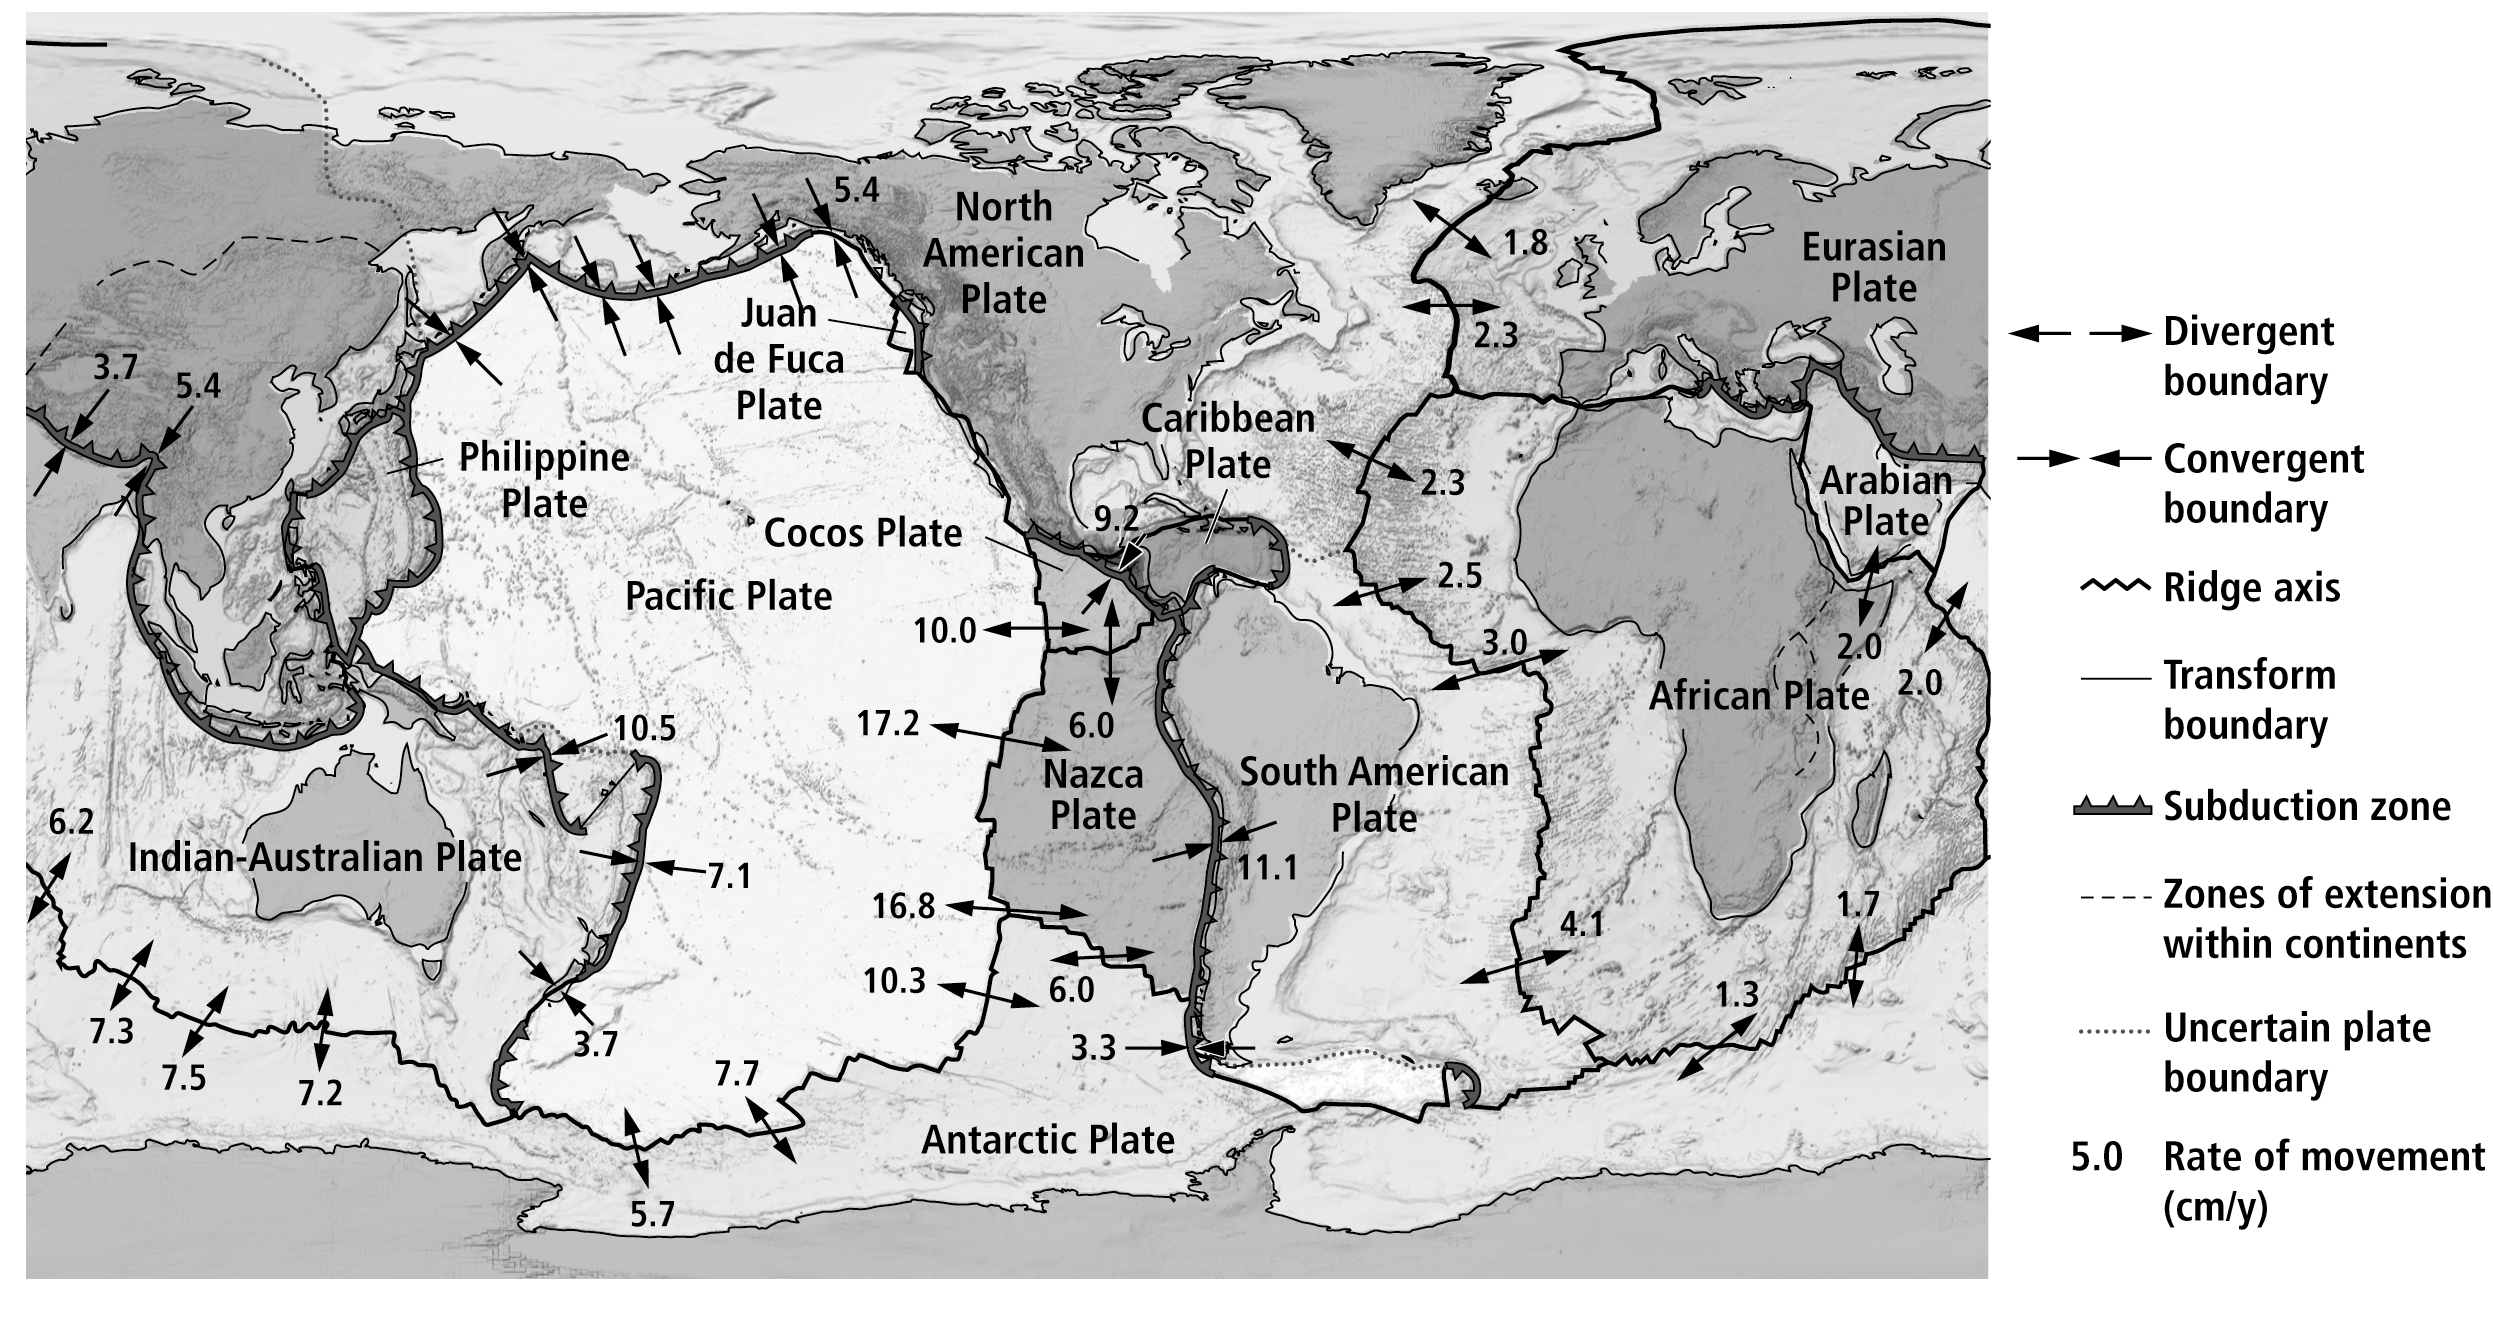 5.4
North
American
Plate
1.8
Eurasian
Plate
Juan
de Fuca
Plate
2.3
3.7
5.4
Caribbean
Plate
Philippine
Plate
2.3
Arabian
Plate
9.2
Cocos Plate
Pacific Plate
2.5
10.0
3.0
2.0
2.0
African Plate
17.2
6.0
10.5
Nazca
Plate
South American
Plate
6.2
Indian-Australian Plate
7.1
11.1
16.8
4.1
1.7
10.3
6.0
1.3
7.3
7.5
7.2
3.7
3.3
7.7
Antarctic Plate
5.7
Divergent
boundary
Convergent
boundary
Ridge axis
Transform
boundary
Subduction zone
Zones of extension
within continents
Uncertain plate
boundary
5.0 Rate of movement
(cm/y)